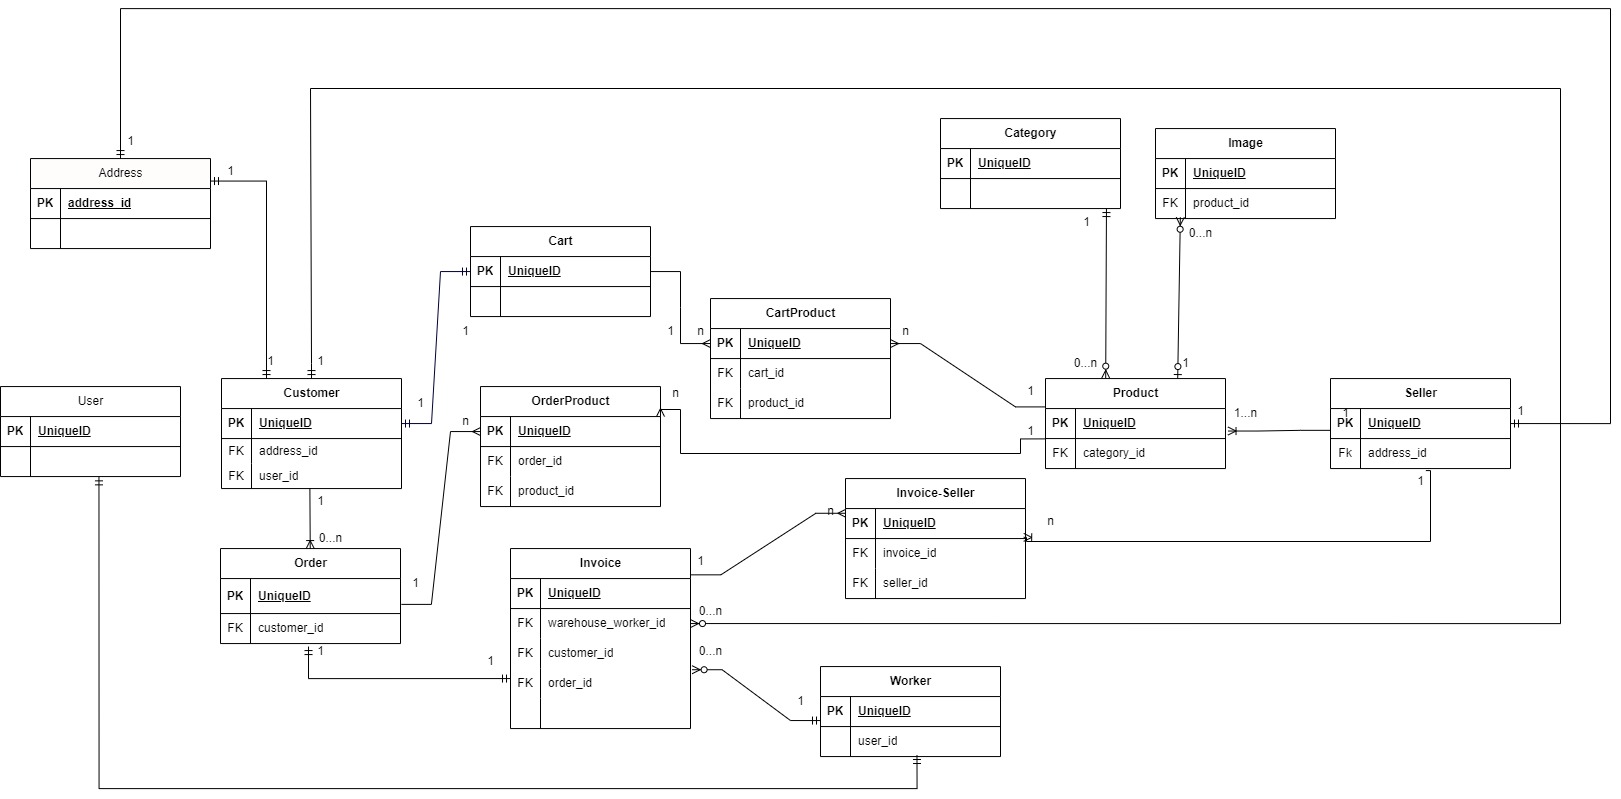 1
Address
1
PK address_id
Category
PK UniqueID
1
Image
PK UniqueID
FK product_id
0...n
Cart
PK UniqueID
1
1
n
CartProduct
PK UniqueID
FK cart_id
FK product_id
n
1
0...n
1
1
1
Customer
PK UniqueID
FK address_id
FK user_id
1
1
User
PK UniqueID
OrderProduct
PK UniqueID
FK order_id
FK product_id
n
n
1
Product
PK UniqueID
FK category_id
1...n
1
Seller
PK UniqueID
Fk address_id
1
1
Invoice-Seller
PK UniqueID
FK invoice_id
FK seller_id
n
n
0...n
Order
PK UniqueID
FK customer_id
1
1
1
Invoice
PK UniqueID
FK warehouse_worker_id
FK customer_id
FK order_id
1
0...n
0...n
1
Worker
PK UniqueID
user_id